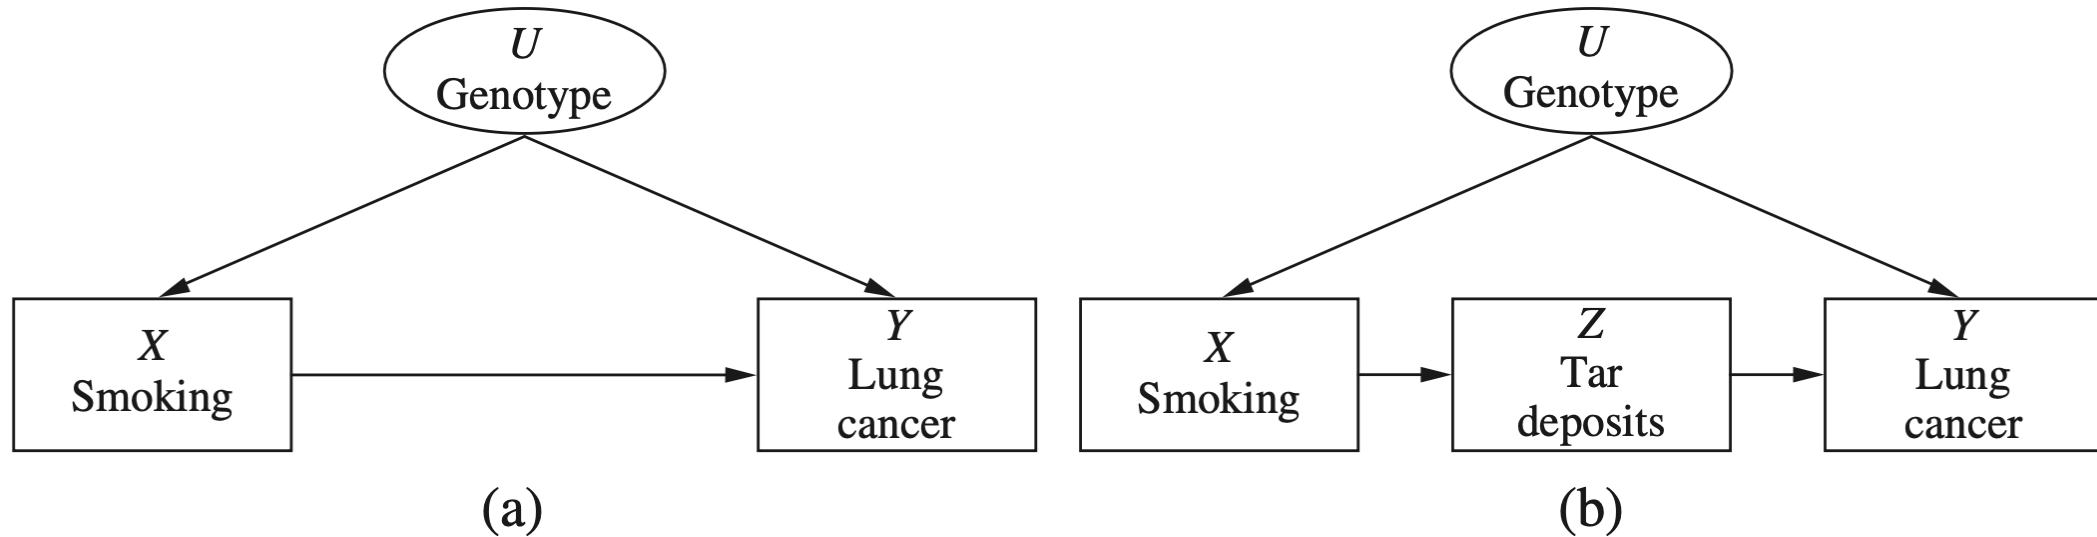 U
Genotype
X
Smoking
Y
Lung
cancer
(a)
U
Genotype
X
Smoking
Z
Tar
deposits
Y
Lung
cancer
(b)